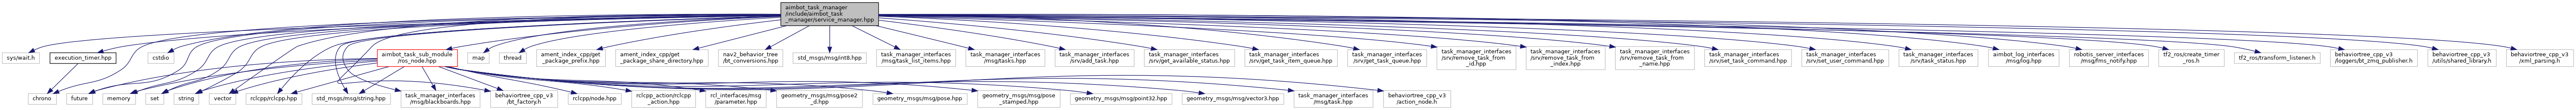 aimbot_task_manager
/include/aimbot_task
_manager/service_manager.hpp
sys/wait.h
execution_timer.hpp
cstdio
aimbot_task_sub_module
/ros_node.hpp
map
thread
ament_index_cpp/get
_package_prefix.hpp
ament_index_cpp/get
_package_share_directory.hpp
nav2_behavior_tree
/bt_conversions.hpp
std_msgs/msg/int8.hpp
task_manager_interfaces
/msg/task_list_items.hpp
task_manager_interfaces
/msg/tasks.hpp
task_manager_interfaces
/srv/add_task.hpp
task_manager_interfaces
/srv/get_available_status.hpp
task_manager_interfaces
/srv/get_task_item_queue.hpp
task_manager_interfaces
/srv/get_task_queue.hpp
task_manager_interfaces
/srv/remove_task_from
_id.hpp
task_manager_interfaces
/srv/remove_task_from
_index.hpp
task_manager_interfaces
/srv/remove_task_from
_name.hpp
task_manager_interfaces
/srv/set_task_command.hpp
task_manager_interfaces
/srv/set_user_command.hpp
task_manager_interfaces
/srv/task_status.hpp
aimbot_log_interfaces
/msg/log.hpp
robotis_server_interfaces
/msg/fms_notify.hpp
tf2_ros/create_timer
_ros.h
tf2_ros/transform_listener.h
behaviortree_cpp_v3
/loggers/bt_zmq_publisher.h
behaviortree_cpp_v3
/utils/shared_library.h
behaviortree_cpp_v3
/xml_parsing.h
chrono
future
memory
set
string
vector
rclcpp/rclcpp.hpp
std_msgs/msg/string.hpp
task_manager_interfaces
/msg/blackboards.hpp
behaviortree_cpp_v3
/bt_factory.h
rclcpp/node.hpp
rclcpp_action/rclcpp
_action.hpp
rcl_interfaces/msg
/parameter.hpp
geometry_msgs/msg/pose2
_d.hpp
geometry_msgs/msg/pose.hpp
geometry_msgs/msg/pose
_stamped.hpp
geometry_msgs/msg/point32.hpp
geometry_msgs/msg/vector3.hpp
task_manager_interfaces
/msg/task.hpp
behaviortree_cpp_v3
/action_node.h